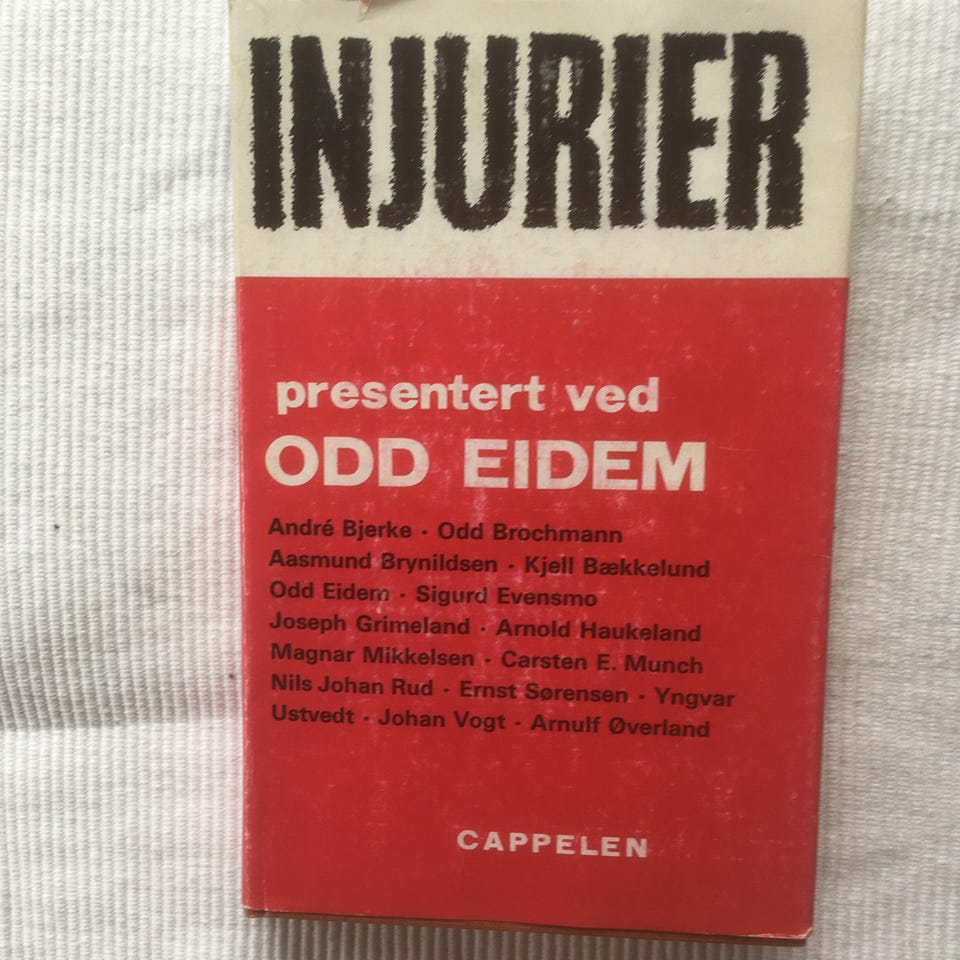 INJURIER
presentert ved
ODD EIDEM
André Bjerke · Odd Brochmann
Aasmund Brynildsen · Kjell Bækkelund
Odd Eidem · Sigurd Evensmo
Joseph Grimeland · Arnold Haukeland
Magnar Mikkelsen · Carsten E. Munch
Nils Johan Rud · Ernst Sørensen · Yngvar
Ustvedt · Johan Vogt · Arnulf Øverland
CAPPELEN